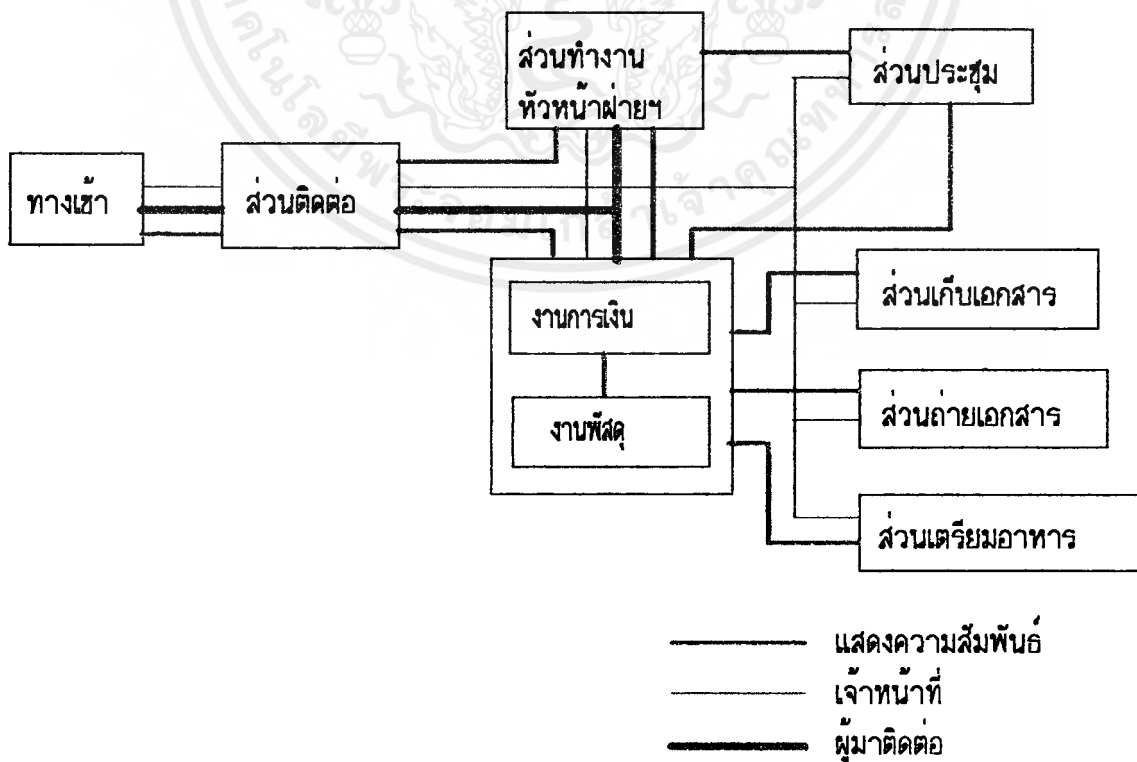 ส่วนทำงาน
หัวหน้าฝ่ายฯ
ส่วนประชุม
ทางเข้า
ส่วนติดต่อ
งานการเงิน
งานพัสดุ
ส่วนเก็บเอกสาร
ส่วนถ่ายเอกสาร
ส่วนเตรียมอาหาร
แสดงความสัมพันธ์
เจ้าหน้าที่
ผู้มาติดต่อ